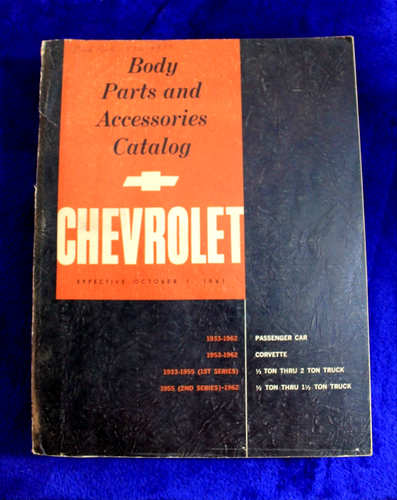 Body
Parts and
Accessories
Catalog
CHEVROLET
EFFECTIVE OCTOBER 1, 1961
1933-1962 PASSENGER CAR
1953-1962 CORVETTE
1933-1955 (1ST SERIES) ½ TON THRU 2 TON TRUCK
1955 (2ND SERIES)-1962 ½ TON THRU 1½ TON TRUCK